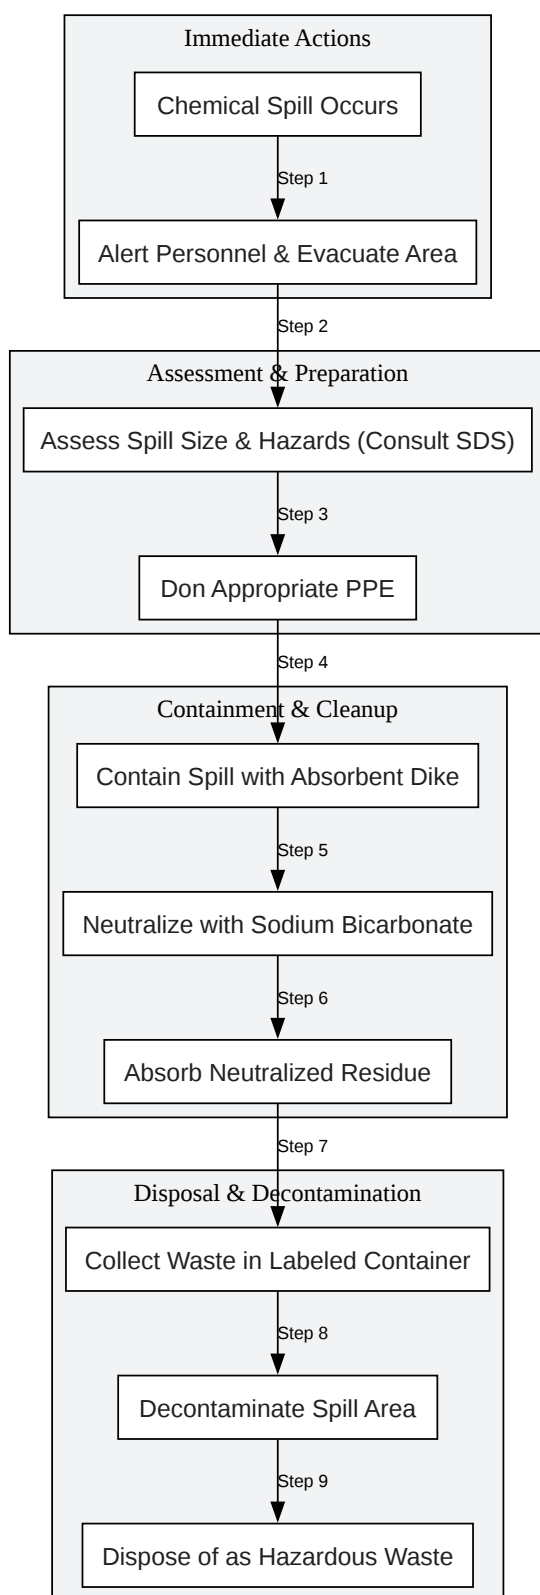 Immediate Actions
Chemical Spill Occurs
Step 1
Alert Personnel & Evacuate Area
Step 2
Assessment & Preparation
Assess Spill Size & Hazards (Consult SDS)
Step 3
Don Appropriate PPE
Step 4
Containment & Cleanup
Contain Spill with Absorbent Dike
Step 5
Neutralize with Sodium Bicarbonate
Step 6
Absorb Neutralized Residue
Step 7
Disposal & Decontamination
Collect Waste in Labeled Container
Step 8
Decontaminate Spill Area
Step 9
Dispose of as Hazardous Waste